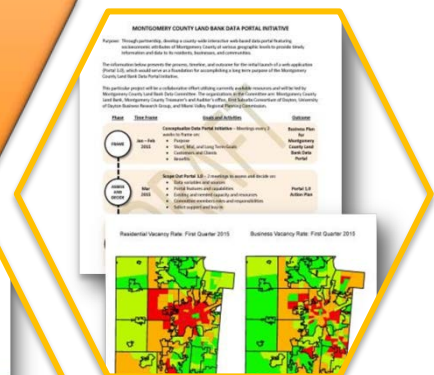 MONTGOMERY COUNTY LAND BANK DATA PORTAL INITIATIVE
Purpose: Through partnership, develop a county-wide interactive web-based data portal featuring
socioeconomic attributes of Montgomery County at various geographic levels to provide timely
information and data to its residents, businesses, and communities.
The information below presents the process, timeline, and outcome for the initial launch of a web application
(Portal 1.0), which would serve as a foundation for accomplishing a long term purpose of the Montgomery
County Land Bank Data Portal Initiative.
This particular project will be a collaborative effort utilizing currently available resources and will be led by
Montgomery County Land Bank Data Committee. The organizations in the Committee are: Montgomery County
Land Bank, Montgomery County Treasurer's and Auditor's office, First Suburbs Consortium of Dayton, University
of Dayton Business Research Group, and Miami Valley Regional Planning Commission.
Phase Time Frame Goals and Activities Outcome
FRAME
Jan – Feb
2015
Conceptualize Data Portal Initiative – Meetings every 2
weeks to frame on:
• Purpose
• Short, Mid, and Long Term Goals
• Customers and Clients
• Benefits
Business Plan
for
Montgomery
County Land
Bank Data
Portal
ASSESS
AND
DECIDE
Mar
2015
Scope Out Portal 1.0 – 2 meetings to assess and decide on:
• Data variables and sources
• Portal features and capabilities
• Existing and needed capacity and resources
• Committee members roles and responsibilities
• Solicit support and buy-in
Portal 1.0
Action Plan
DRAFT
Residential Vacancy Rate: First Quarter 2015
Business Vacancy Rate: First Quarter 2015